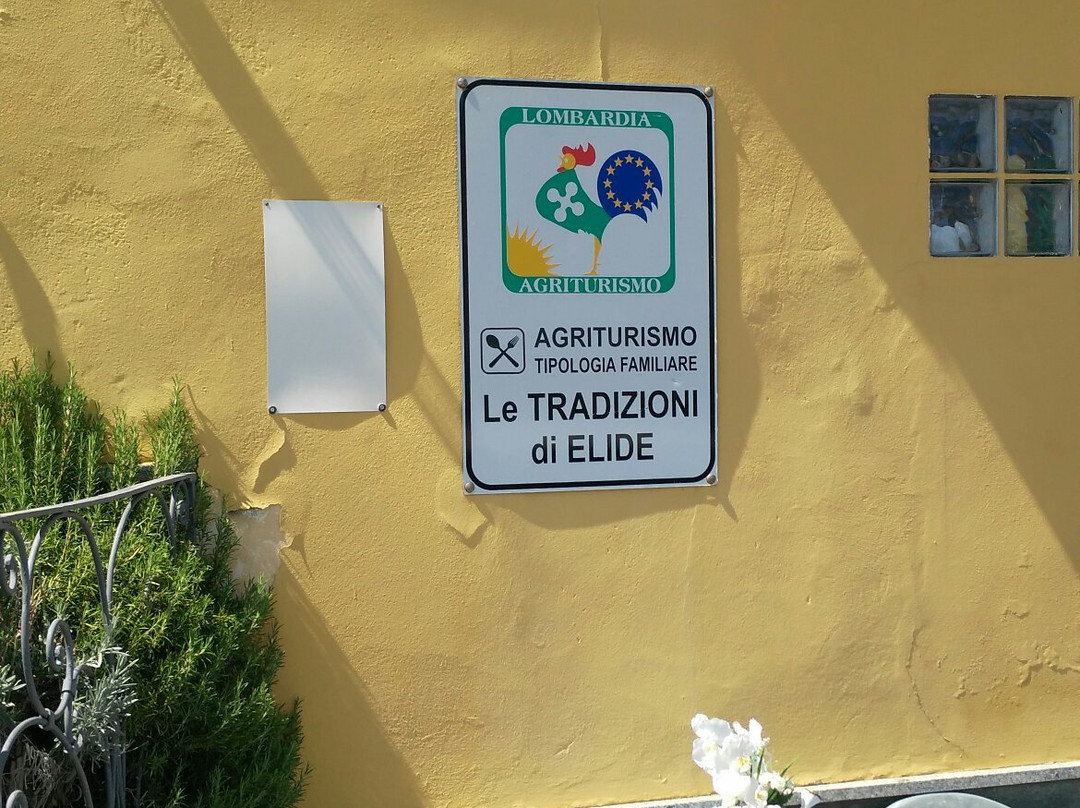 LOMBARDIA
AGRITURISMO
AGRITURISMO
TIPOLOGIA FAMILIARE
Le TRADIZIONI
di ELIDE